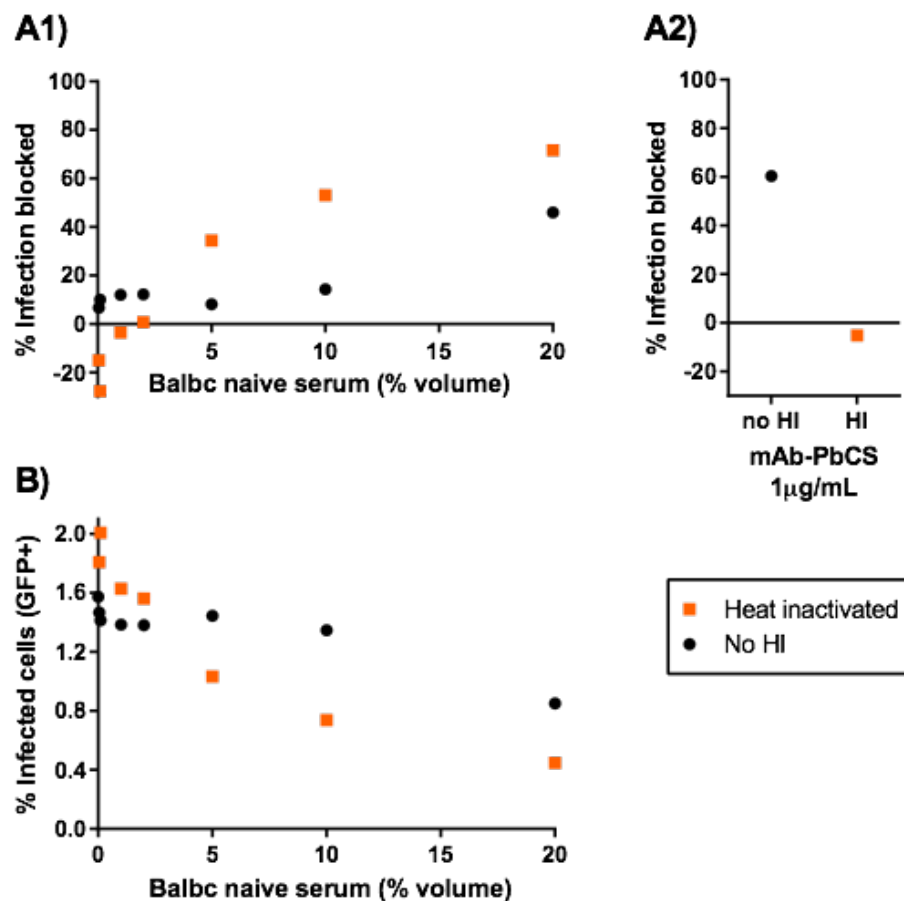 A1)
% Infection blocked
100
80
60
40
20
0
-20
5
10
15
20
Balbc naive serum (% volume)
A2)
% Infection blocked
100
80
60
40
20
0
-20
no HI
HI
mAb-PbCS
1μg/mL
B)
% Infected cells (GFP+)
2.0
1.6
1.2
0.8
0.4
0.0
0
5
10
15
20
Balbc naive serum (% volume)
Heat inactivated
No HI